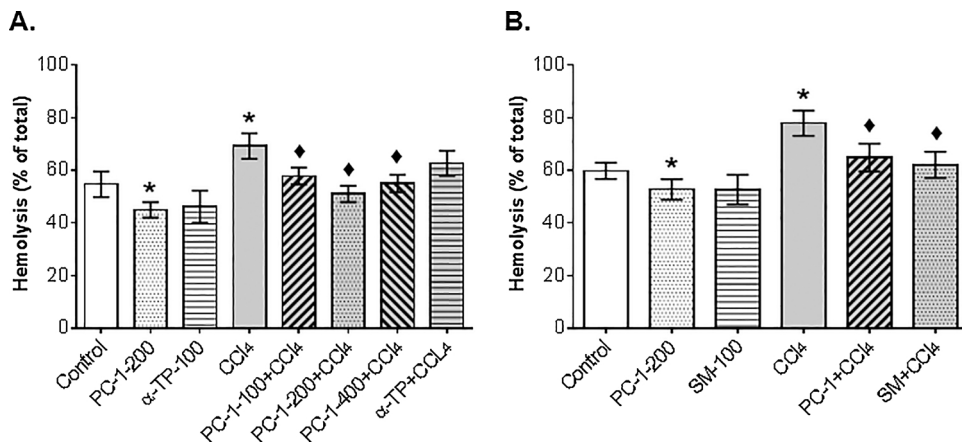 A.
Hemolysis (% of total)
100
80
60
40
20
0
*
*
♦
♦
♦
Control
PC-1-200
α-TP-100
CCl4
PC-1-100+CCl4
PC-1-200+CCl4
PC-1-400+CCl4
α-TP+CCL4
B.
Hemolysis (% of total)
100
80
60
40
20
0
*
*
♦
♦
Control
PC-1-200
SM-100
CCl4
PC-1+CCl4
SM+CCl4